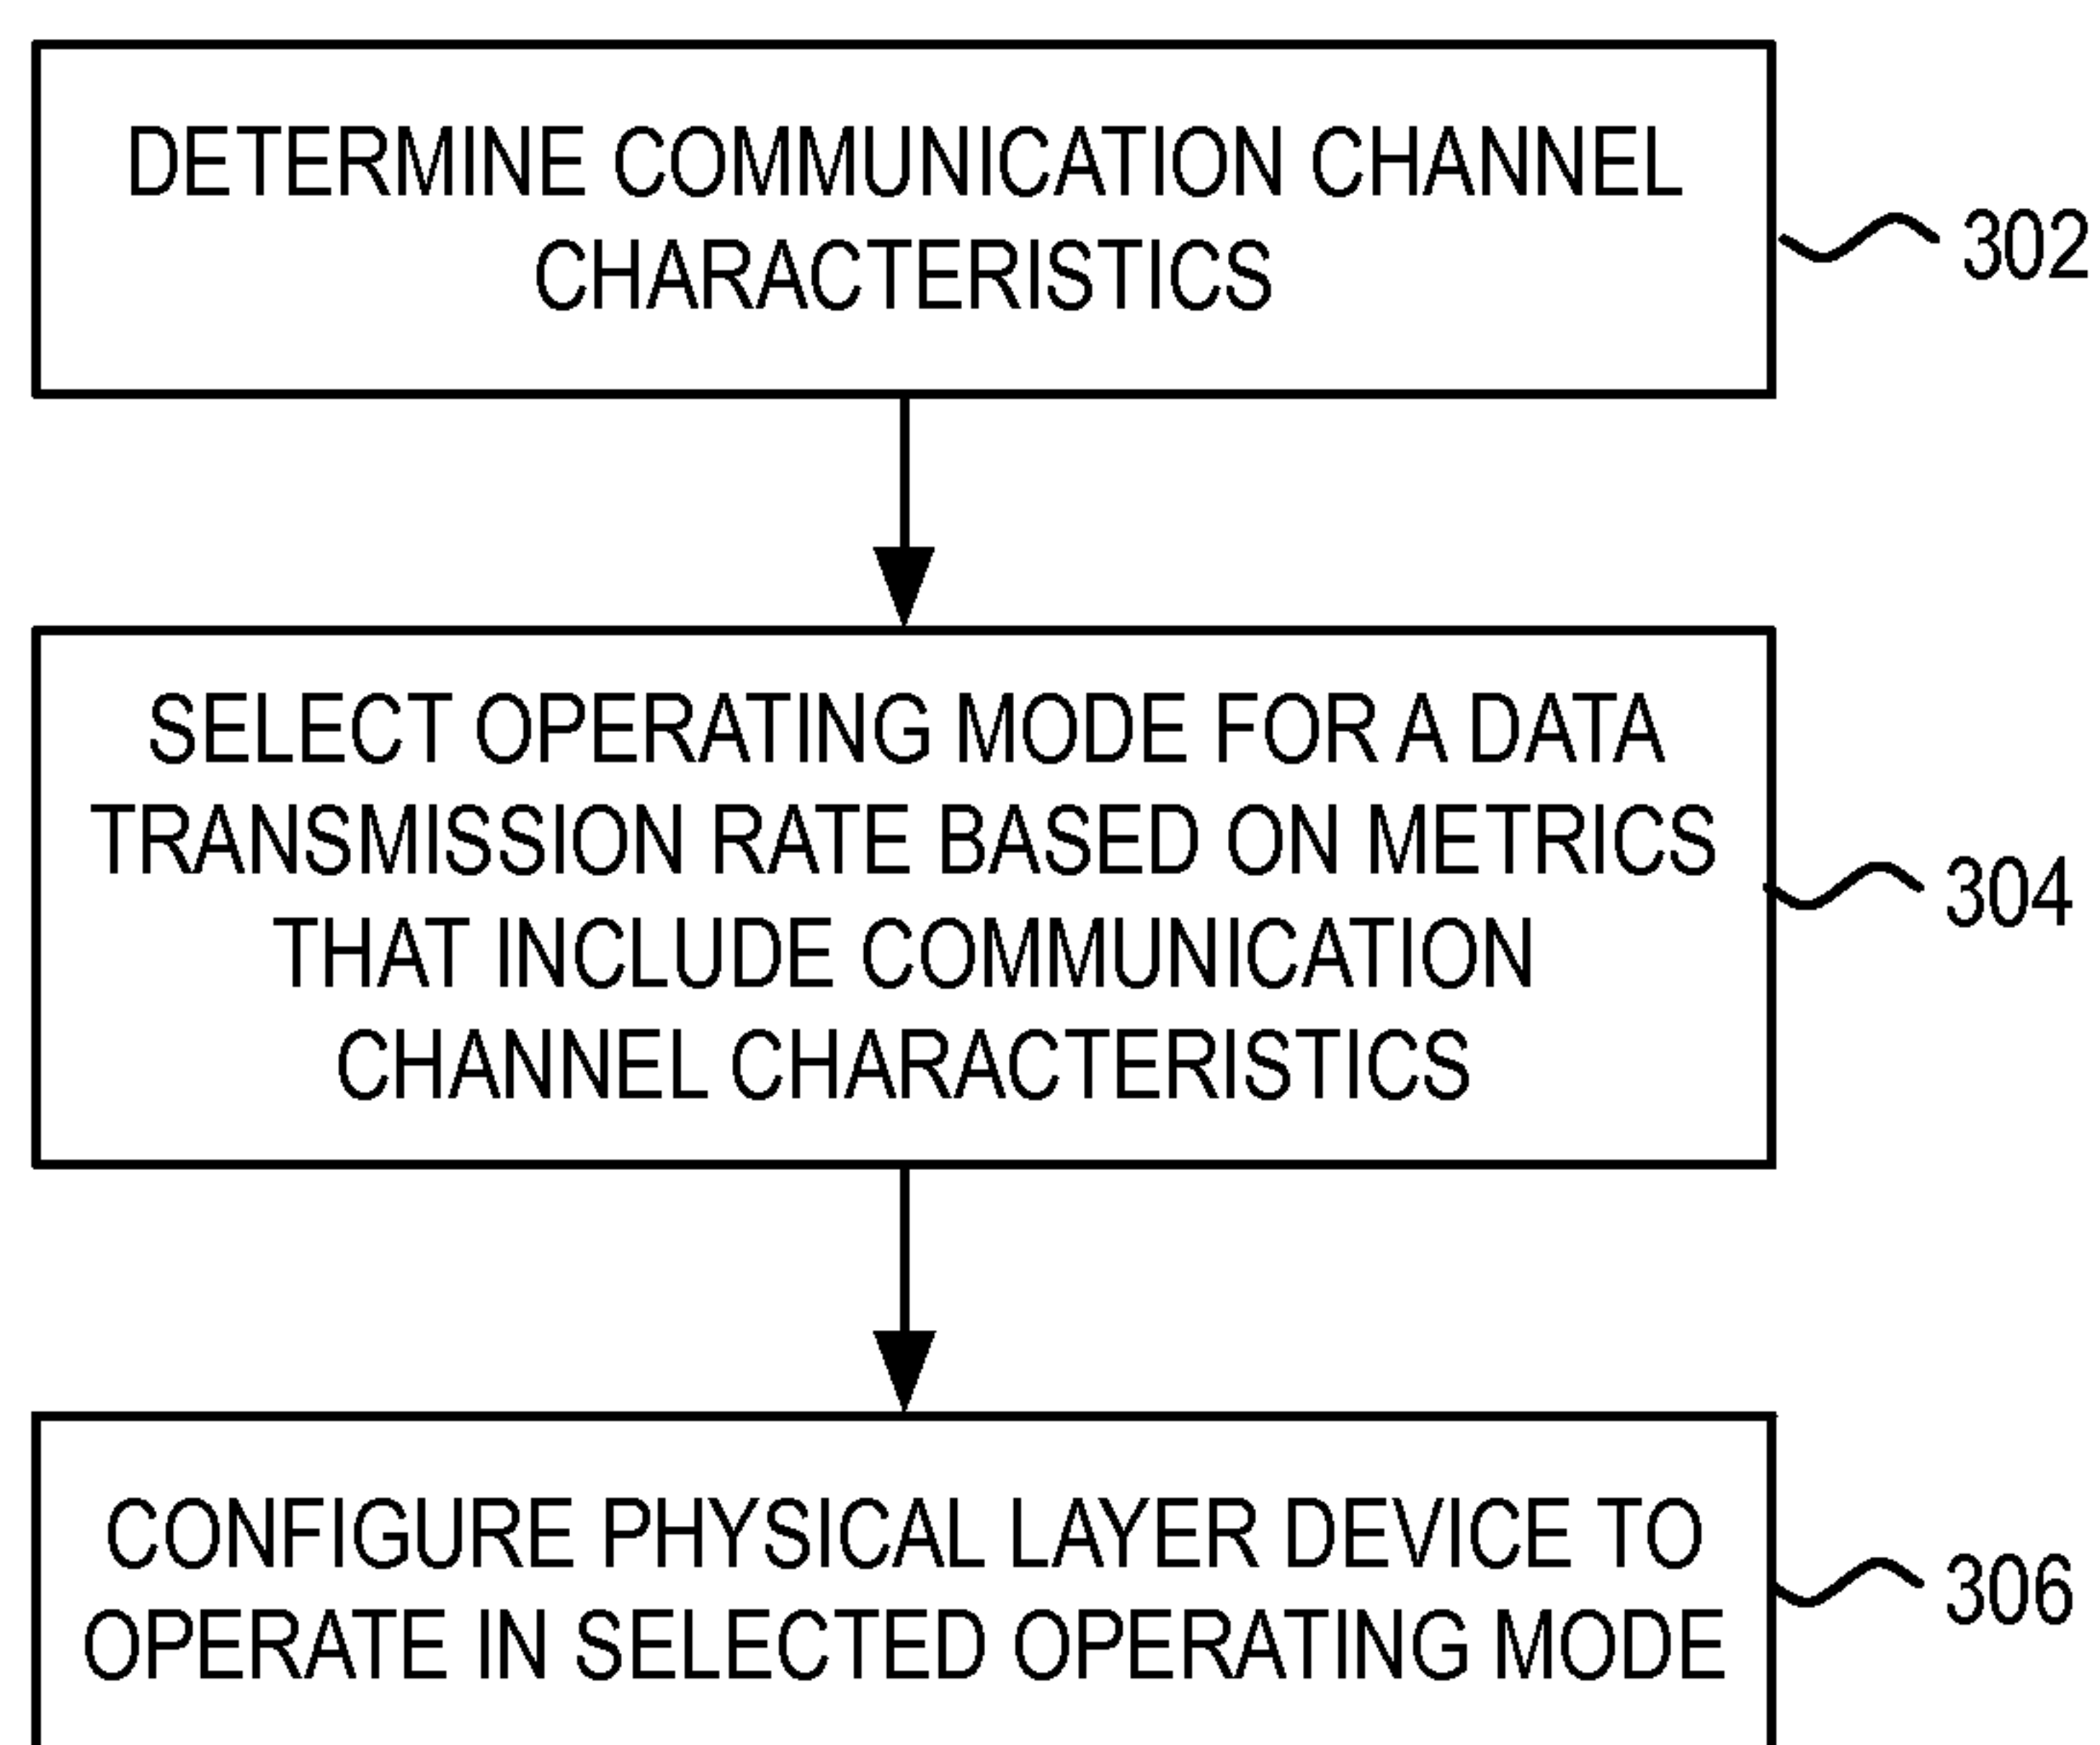 DETERMINE COMMUNICATION CHANNEL
CHARACTERISTICS
302
SELECT OPERATING MODE FOR A DATA
TRANSMISSION RATE BASED ON METRICS
THAT INCLUDE COMMUNICATION
CHANNEL CHARACTERISTICS
304
CONFIGURE PHYSICAL LAYER DEVICE TO
OPERATE IN SELECTED OPERATING MODE
306